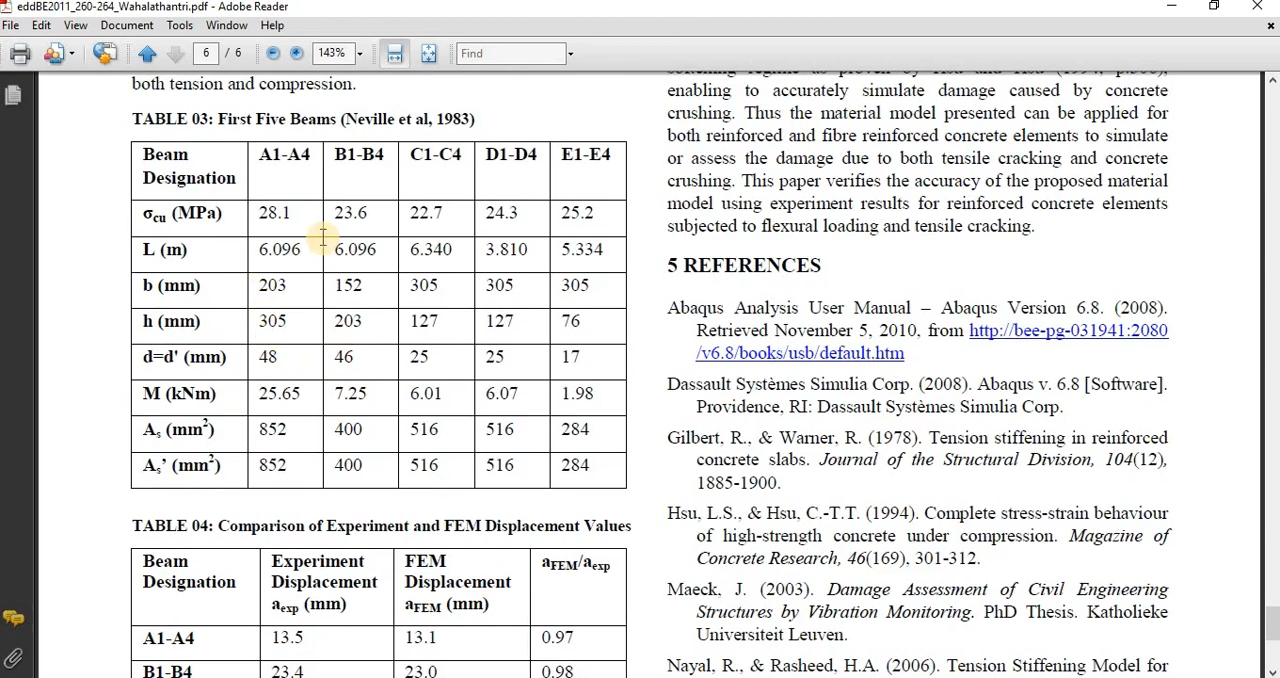 eddBE2011_260-264_Wahalathantri.pdf - Adobe Reader
File Edit View Document Tools Window Help
6 / 6 143% Find
both tension and compression.
TABLE 03: First Five Beams (Neville et al, 1983)
Beam Designation A1-A4 B1-B4 C1-C4 D1-D4 E1-E4
σcu (MPa) 28.1 23.6 22.7 24.3 25.2
L (m) 6.096 6.096 6.340 3.810 5.334
b (mm) 203 152 305 305 305
h (mm) 305 203 127 127 76
d=d' (mm) 48 46 25 25 17
M (kNm) 25.65 7.25 6.01 6.07 1.98
As (mm2) 852 400 516 516 284
As’ (mm2) 852 400 516 516 284
TABLE 04: Comparison of Experiment and FEM Displacement Values
Beam Designation Experiment Displacement aexp (mm) FEM Displacement aFEM (mm) aFEM/aexp
A1-A4 13.5 13.1 0.97
B1-B4 23.4 23.0 0.98
softening regime as proven by Hsu and Hsu (1994, p.306),
enabling to accurately simulate damage caused by concrete
crushing. Thus the material model presented can be applied for
both reinforced and fibre reinforced concrete elements to simulate
or assess the damage due to both tensile cracking and concrete
crushing. This paper verifies the accuracy of the proposed material
model using experiment results for reinforced concrete elements
subjected to flexural loading and tensile cracking.
5 REFERENCES
Abaqus Analysis User Manual – Abaqus Version 6.8. (2008).
Retrieved November 5, 2010, from http://bee-pg-031941:2080
/v6.8/books/usb/default.htm
Dassault Systèmes Simulia Corp. (2008). Abaqus v. 6.8 [Software].
Providence, RI: Dassault Systèmes Simulia Corp.
Gilbert, R., & Warner, R. (1978). Tension stiffening in reinforced
concrete slabs. Journal of the Structural Division, 104(12),
1885-1900.
Hsu, L.S., & Hsu, C.-T.T. (1994). Complete stress-strain behaviour
of high-strength concrete under compression. Magazine of
Concrete Research, 46(169), 301-312.
Maeck, J. (2003). Damage Assessment of Civil Engineering
Structures by Vibration Monitoring. PhD Thesis. Katholieke
Universiteit Leuven.
Nayal, R., & Rasheed, H.A. (2006). Tension Stiffening Model for